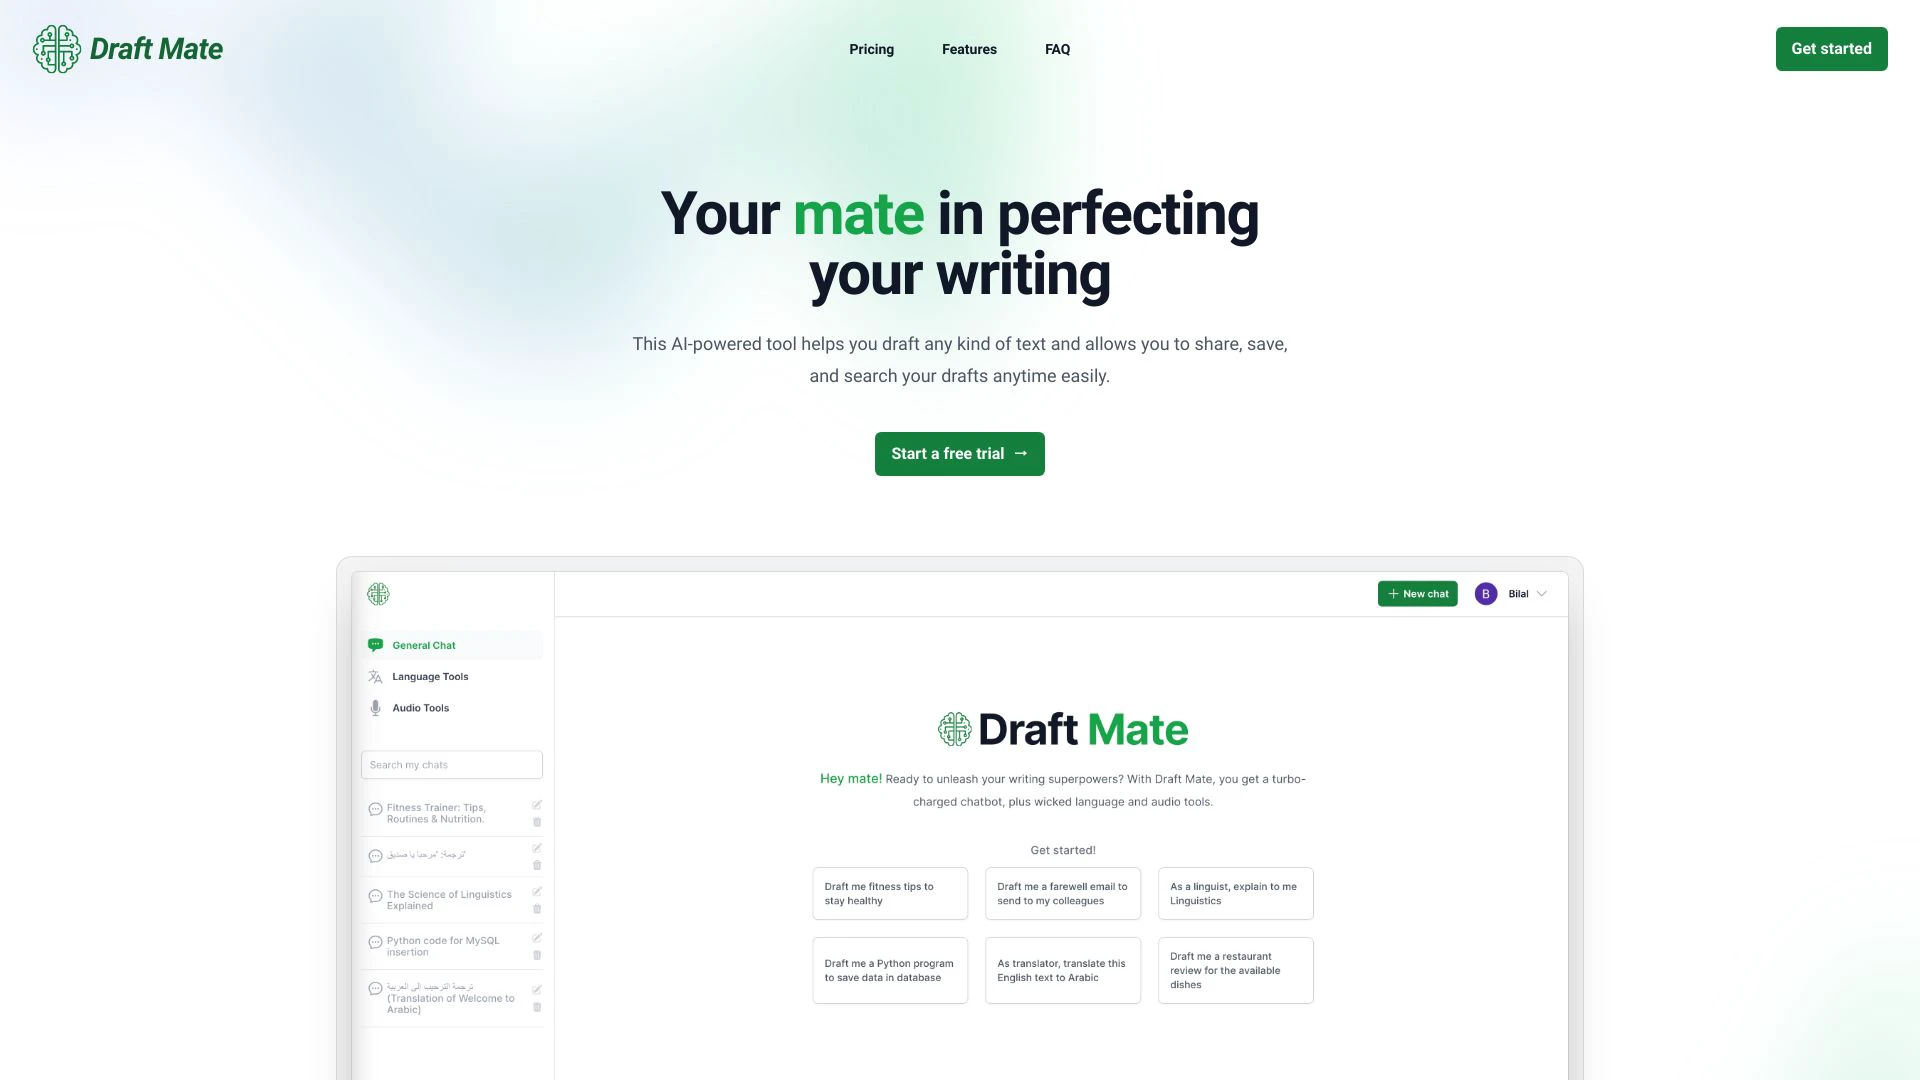 Draft Mate
Pricing
Features
FAQ
Get started
Your mate in perfecting
your writing
This AI-powered tool helps you draft any kind of text and allows you to share, save,
and search your drafts anytime easily.
Start a free trial →
New chat
B
Bilal
General Chat
Language Tools
Audio Tools
Search my chats
Fitness Trainer: Tips,
Routines & Nutrition.
ترجمة: "مرحبا يا صديق"
The Science of Linguistics
Explained
Python code for MySQL
insertion
ترجمة الترحيب إلى العربية
(Translation of Welcome to
Arabic)
Draft Mate
Hey mate! Ready to unleash your writing superpowers? With Draft Mate, you get a turbo-
charged chatbot, plus wicked language and audio tools.
Get started!
Draft me fitness tips to
stay healthy
Draft me a farewell email to
send to my colleagues
As a linguist, explain to me
Linguistics
Draft me a Python program
to save data in database
As translator, translate this
English text to Arabic
Draft me a restaurant
review for the available
dishes